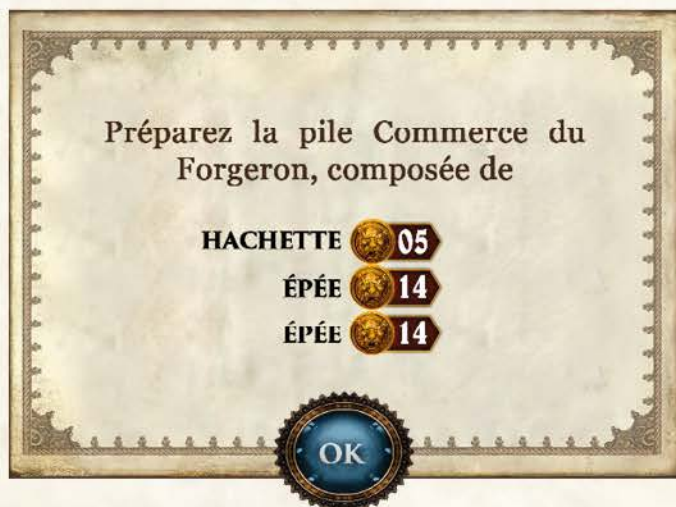 Préparez la pile Commerce du
Forgeron, composée de
HACHETTE 05
ÉPÉE 14
ÉPÉE 14
OK